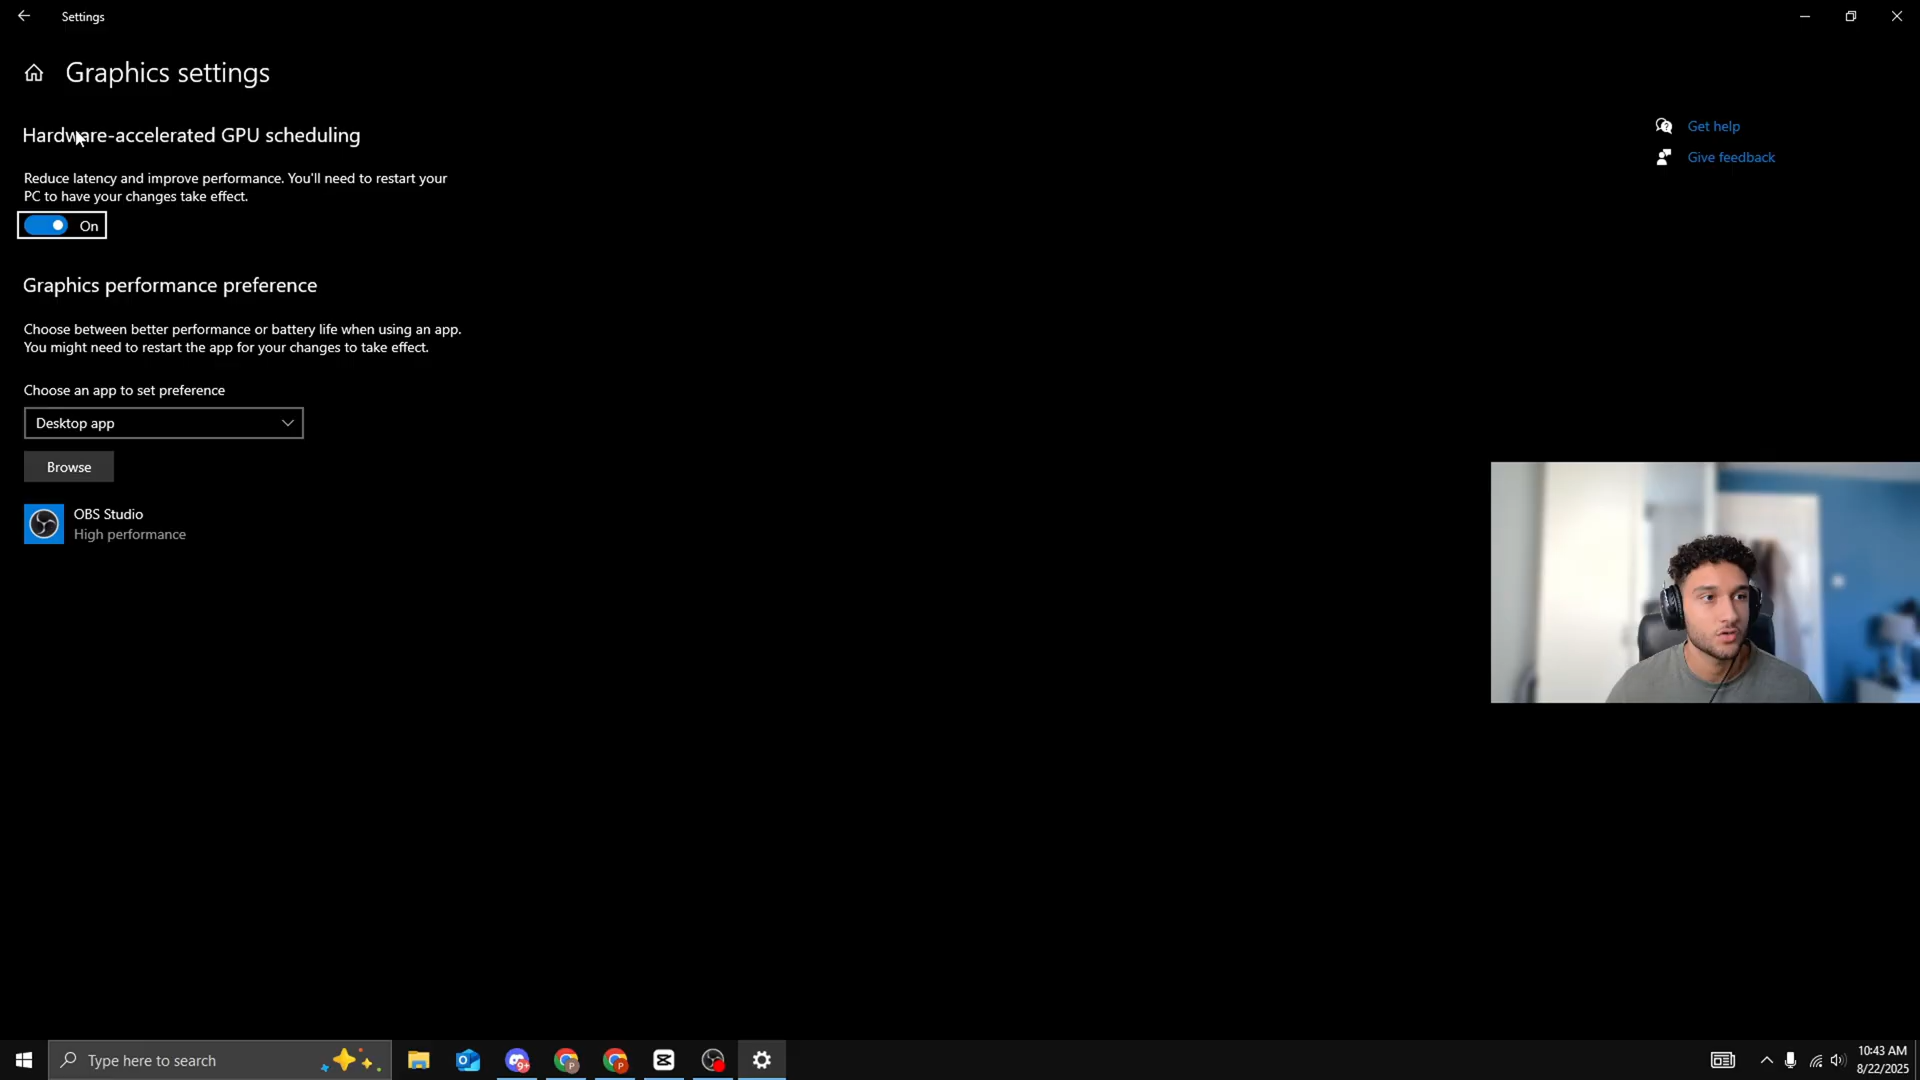 Settings
Graphics settings
Hardware-accelerated GPU scheduling
Reduce latency and improve performance. You'll need to restart your
PC to have your changes take effect.
On
Graphics performance preference
Choose between better performance or battery life when using an app.
You might need to restart the app for your changes to take effect.
Choose an app to set preference
Desktop app
Browse
OBS Studio
High performance
Get help
Give feedback
Type here to search
9+
P
P
10:43 AM
8/22/2025